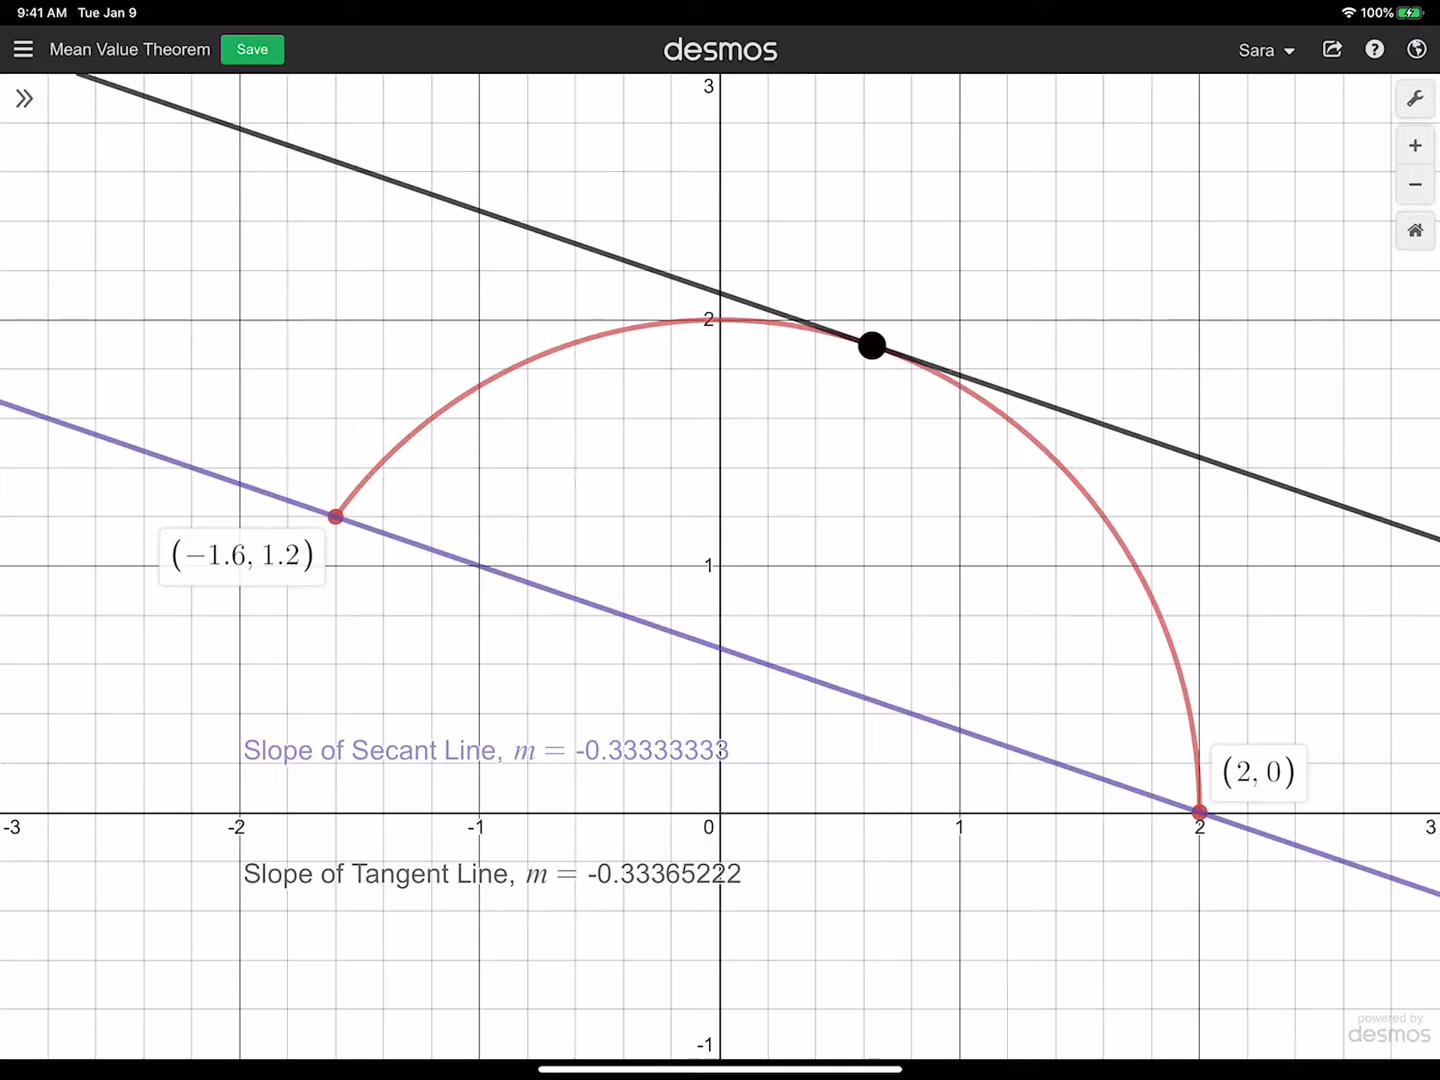 9:41 AM Tue Jan 9 100%
Mean Value Theorem Save desmos Sara
3
2
(−1.6, 1.2)
1
Slope of Secant Line, m = -0.33333333
(2, 0)
-3 -2 -1 0 1 2 3
Slope of Tangent Line, m = -0.33365222
powered by
desmos
-1